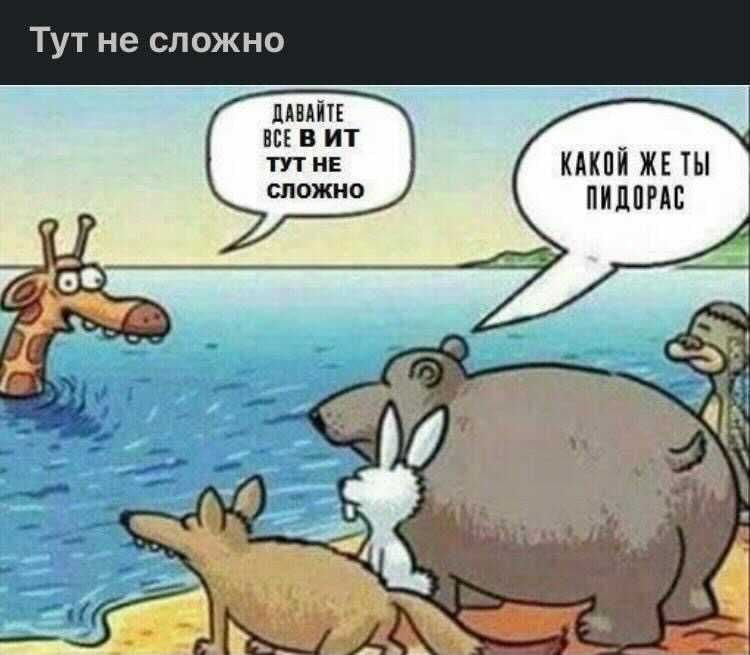 Тут не сложно
ДАВАЙТЕ
ВСЕ В ИТ
ТУТ НЕ
СЛОЖНО
КАКОЙ ЖЕ ТЫ
ПИДОРАС